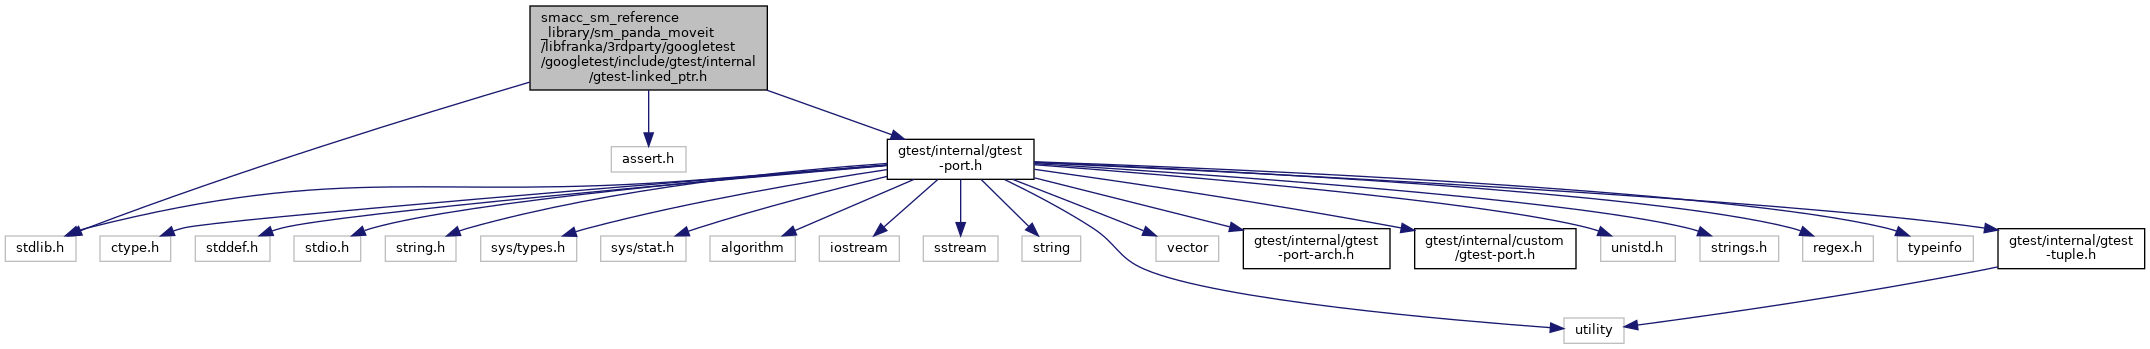 smacc_sm_reference
_library/sm_panda_moveit
/libfranka/3rdparty/googletest
/googletest/include/gtest/internal
/gtest-linked_ptr.h
assert.h
gtest/internal/gtest
-port.h
stdlib.h
ctype.h
stddef.h
stdio.h
string.h
sys/types.h
sys/stat.h
algorithm
iostream
sstream
string
vector
gtest/internal/gtest
-port-arch.h
gtest/internal/custom
/gtest-port.h
unistd.h
strings.h
regex.h
typeinfo
gtest/internal/gtest
-tuple.h
utility